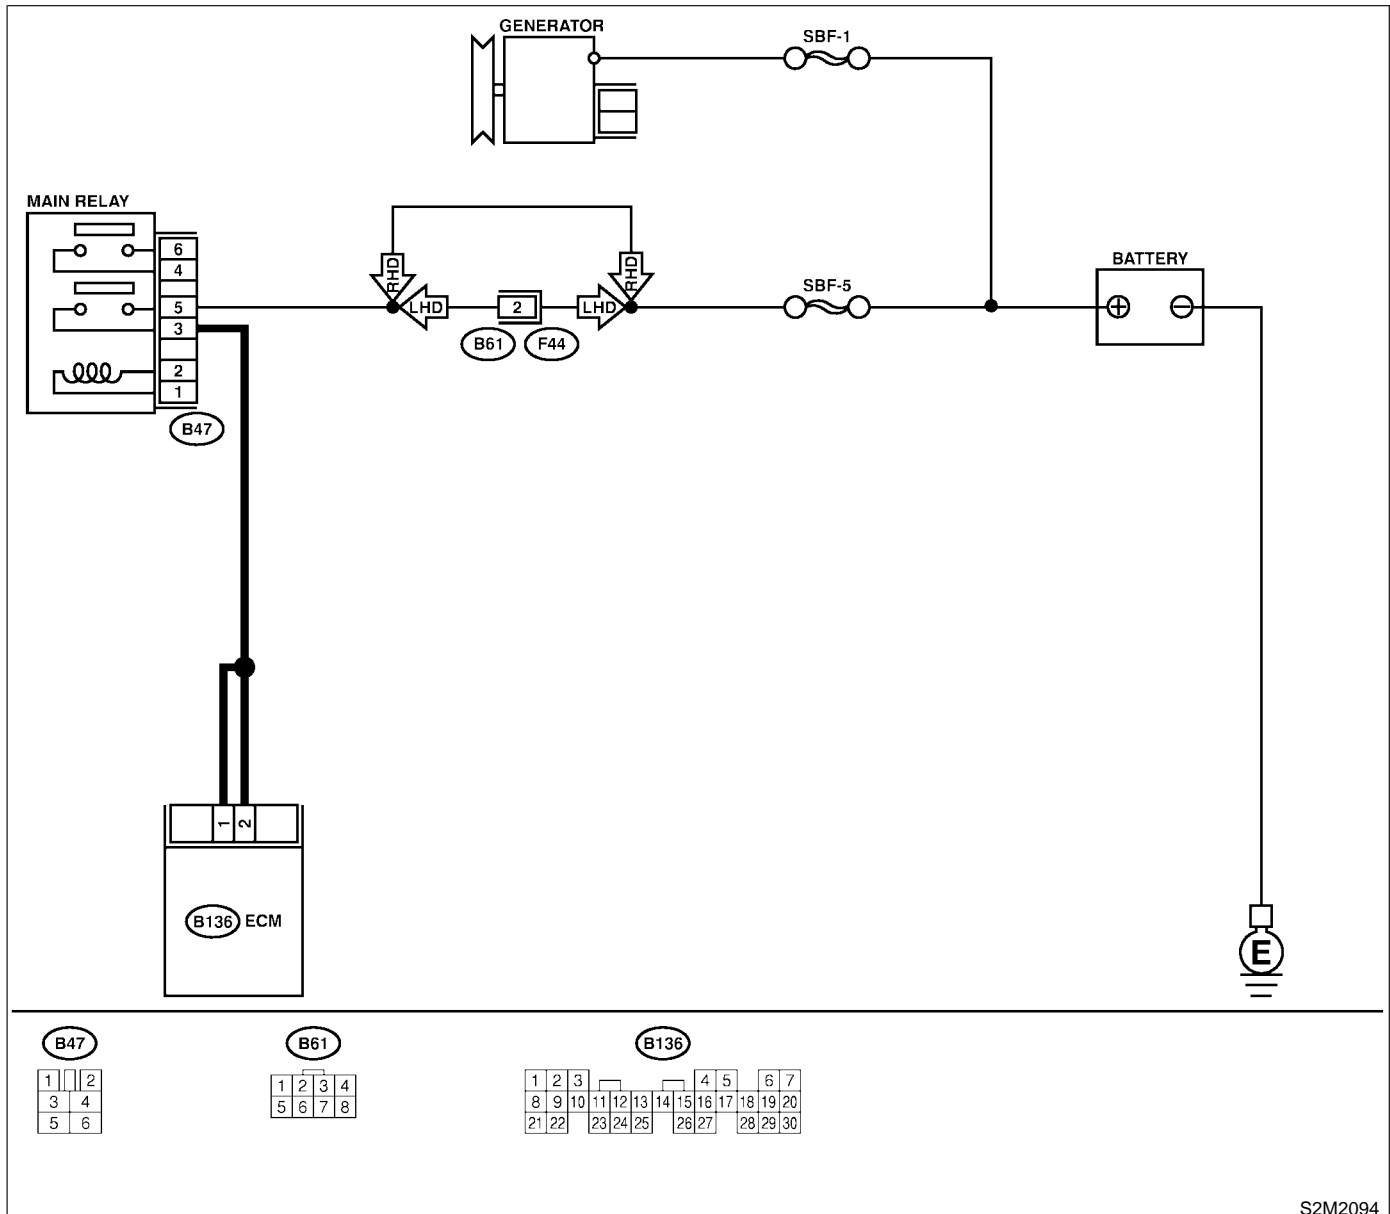 GENERATOR
SBF-1
MAIN RELAY
6
4
5
3
2
1
B47
RHD
RHD
LHD
2
LHD
B61
F44
SBF-5
BATTERY
+
−
1
2
B136
ECM
E
B47
1 2
3 4
5 6
B61
1 2 3 4
5 6 7 8
B136
1 2 3 4 5 6 7
8 9 10 11 12 13 14 15 16 17 18 19 20
21 22 23 24 25 26 27 28 29 30
S2M2094